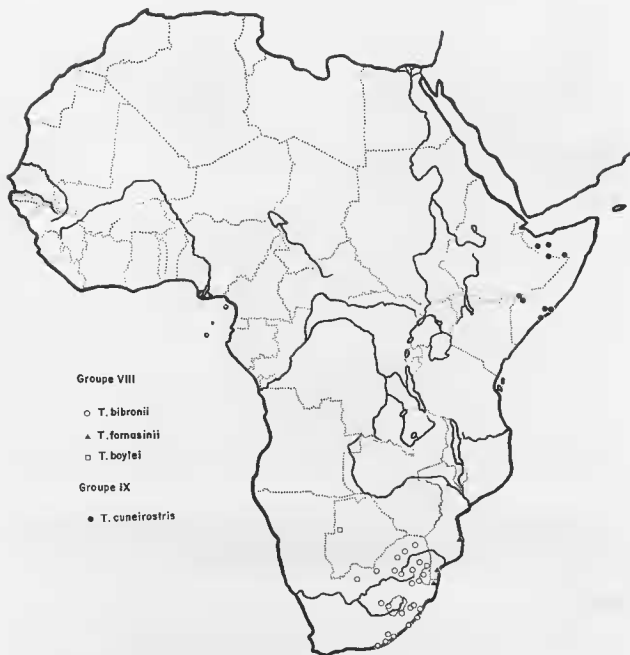 Groupe VIII
T. bibronii
T. fornasinii
T. boylei
Groupe IX
T. cuneirostris